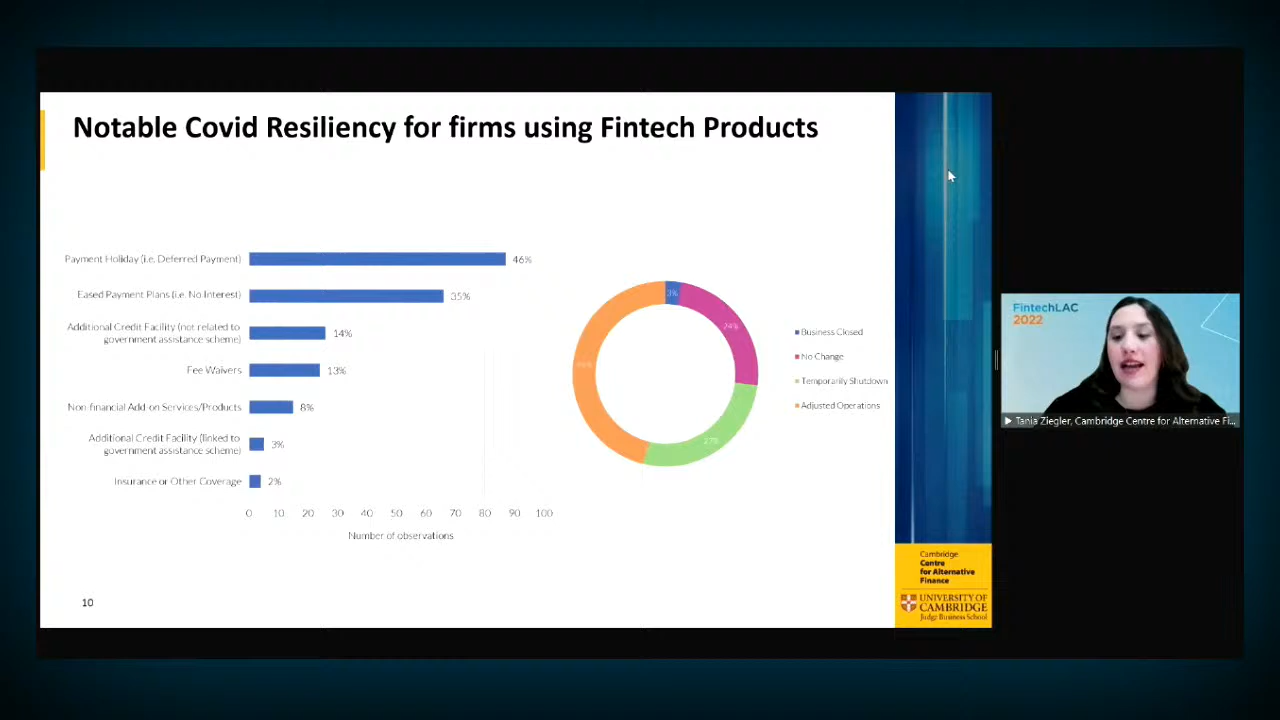 Notable Covid Resiliency for firms using Fintech Products
Payment Holiday (i.e. Deferred Payment)
46%
Eased Payment Plans (i.e. No Interest)
35%
Additional Credit Facility (not related to
government assistance scheme)
14%
Fee Waivers
13%
Non-financial Add on Services/Products
8%
Additional Credit Facility (linked to
government assistance scheme)
3%
Insurance or Other Coverage
2%
0 10 20 30 40 50 60 70 80 90 100
Number of observations
3%
24%
27%
Business Closed
No Change
Temporarily Shutdown
Adjusted Operations
10
Cambridge
Centre
for Alternative
Finance
UNIVERSITY OF
CAMBRIDGE
Judge Business School
FintechLAC
2022
Tania Ziegler, Cambridge Centre for Alternative Fi...